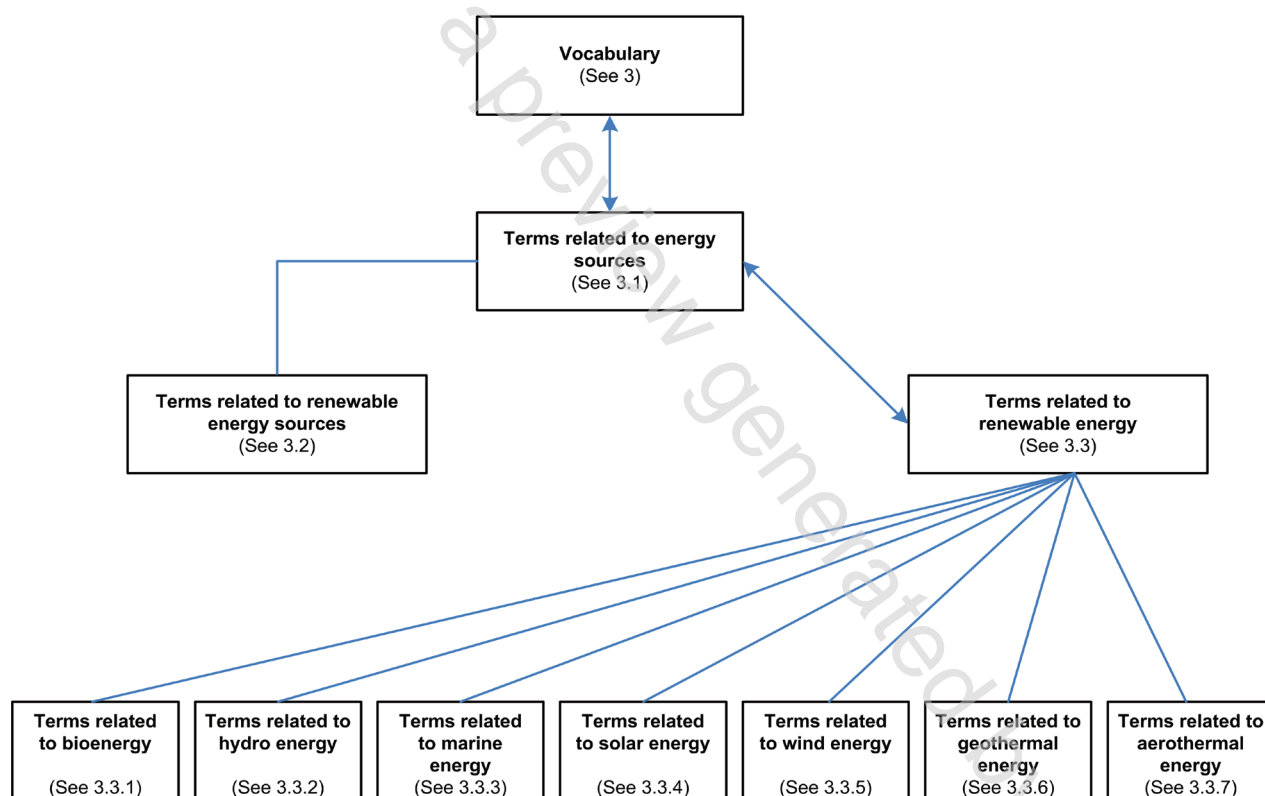 Vocabulary
(See 3)
Terms related to energy
sources
(See 3.1)
Terms related to renewable
energy sources
(See 3.2)
Terms related to
renewable energy
(See 3.3)
Terms related
to bioenergy
(See 3.3.1)
Terms related to
hydro energy
(See 3.3.2)
Terms related
to marine
energy
(See 3.3.3)
Terms related
to solar energy
(See 3.3.4)
Terms related
to wind energy
(See 3.3.5)
Terms related to
geothermal
energy
(See 3.3.6)
Terms related to
aerothermal
energy
(See 3.3.7)
a preview generated by